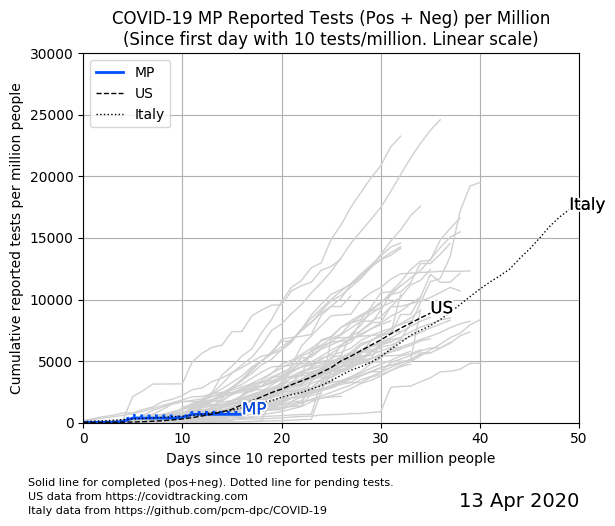 COVID-19 MP Reported Tests (Pos + Neg) per Million
(Since first day with 10 tests/million. Linear scale)
Cumulative reported tests per million people
30000
25000
20000
15000
10000
5000
0
MP
US
Italy
Italy
US
MP
0 10 20 30 40 50
Days since 10 reported tests per million people
Solid line for completed (pos+neg). Dotted line for pending tests.
US data from https://covidtracking.com
Italy data from https://github.com/pcm-dpc/COVID-19
13 Apr 2020